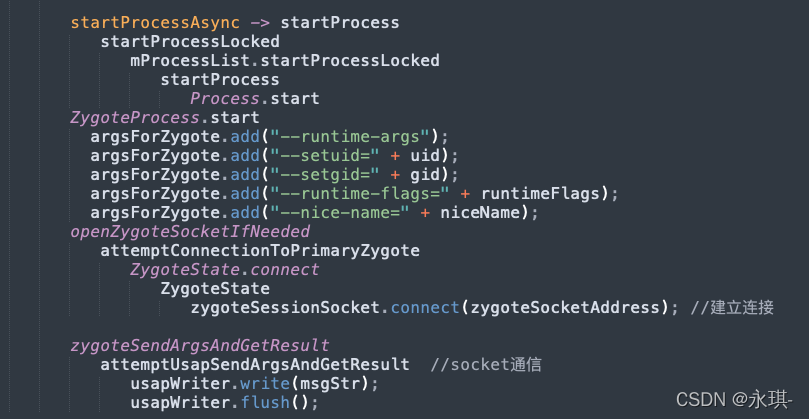 startProcessAsync -> startProcess
startProcessLocked
mProcessList.startProcessLocked
startProcess
Process.start
ZygoteProcess.start
argsForZygote.add("--runtime-args");
argsForZygote.add("--setuid=" + uid);
argsForZygote.add("--setgid=" + gid);
argsForZygote.add("--runtime-flags=" + runtimeFlags);
argsForZygote.add("--nice-name=" + niceName);
openZygoteSocketIfNeeded
attemptConnectionToPrimaryZygote
ZygoteState.connect
ZygoteState
zygoteSessionSocket.connect(zygoteSocketAddress); //建立连接
zygoteSendArgsAndGetResult
attemptUsapSendArgsAndGetResult //socket通信
usapWriter.write(msgStr);
usapWriter.flush();
CSDN @永琪-